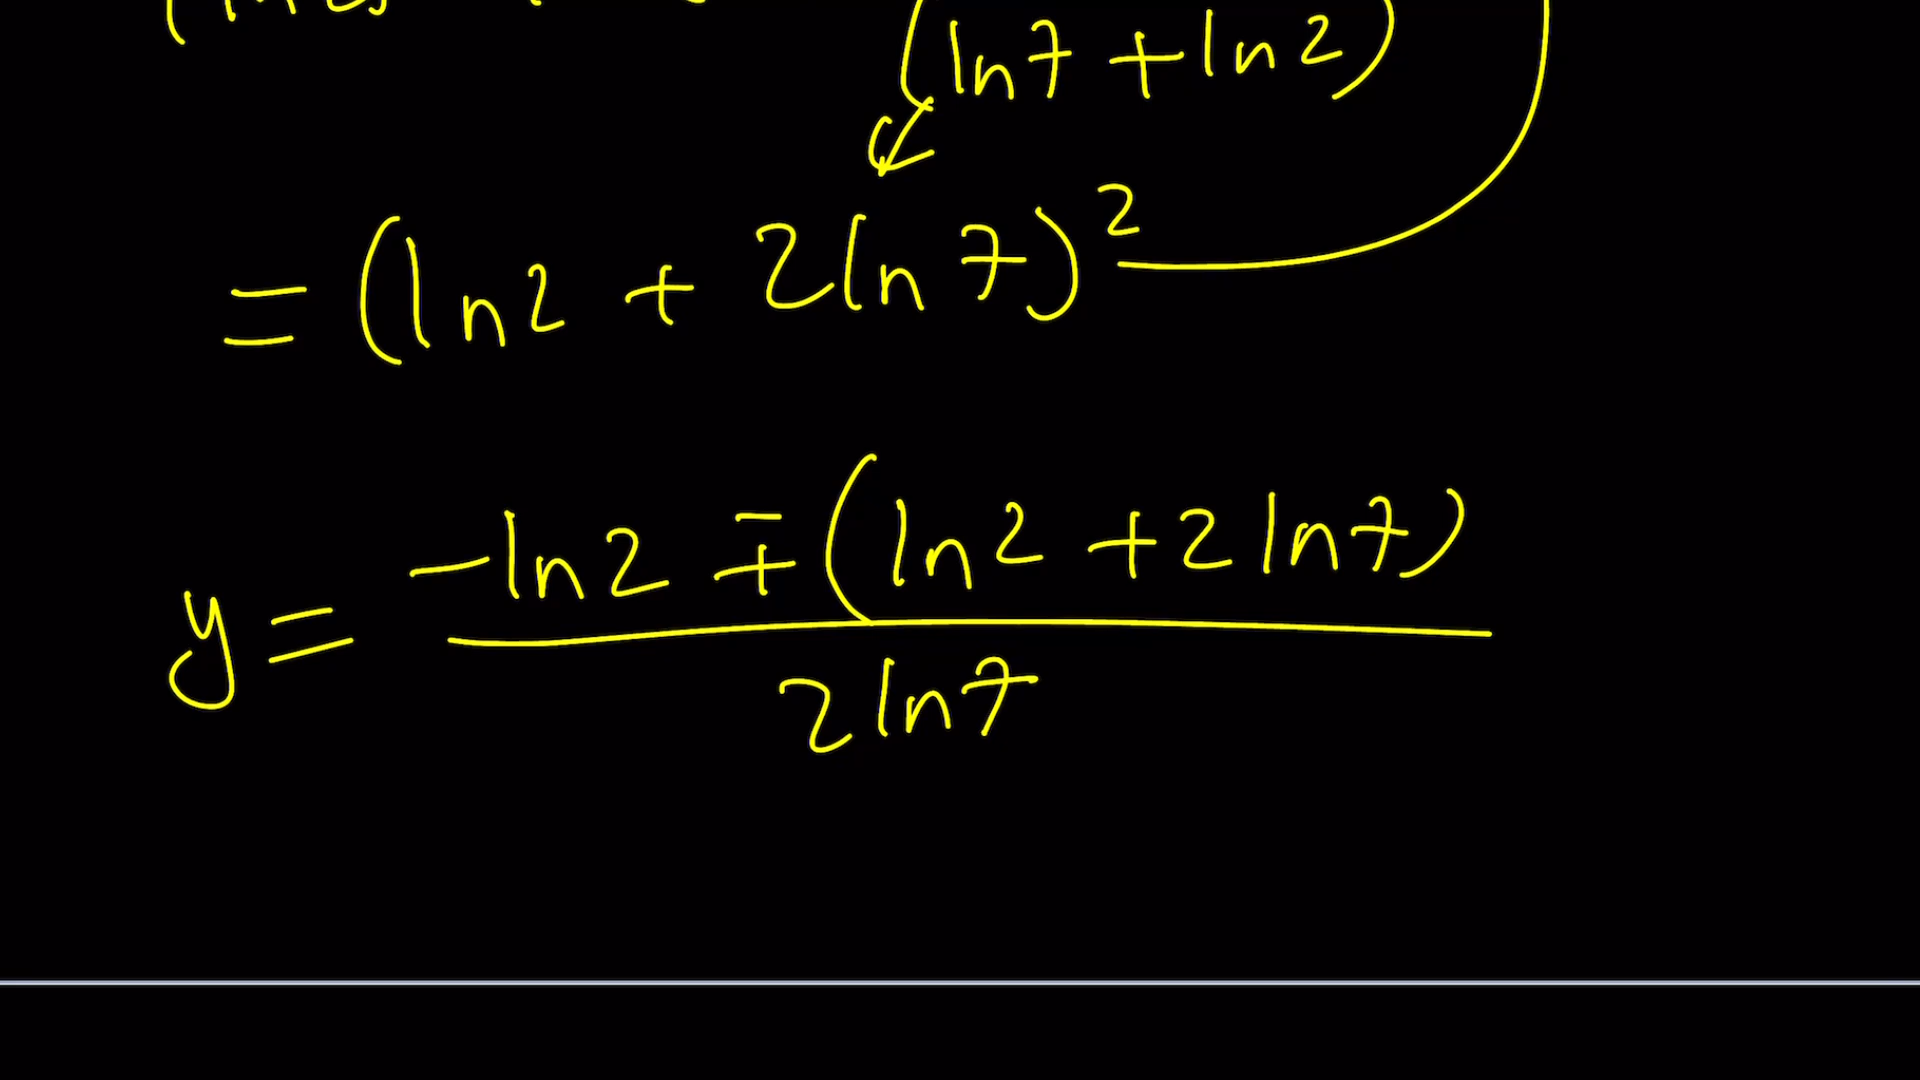 (ln7 + ln2)
= (ln2 + 2ln7)²
y = -ln2 ∓ (ln2 + 2ln7) / 2ln7